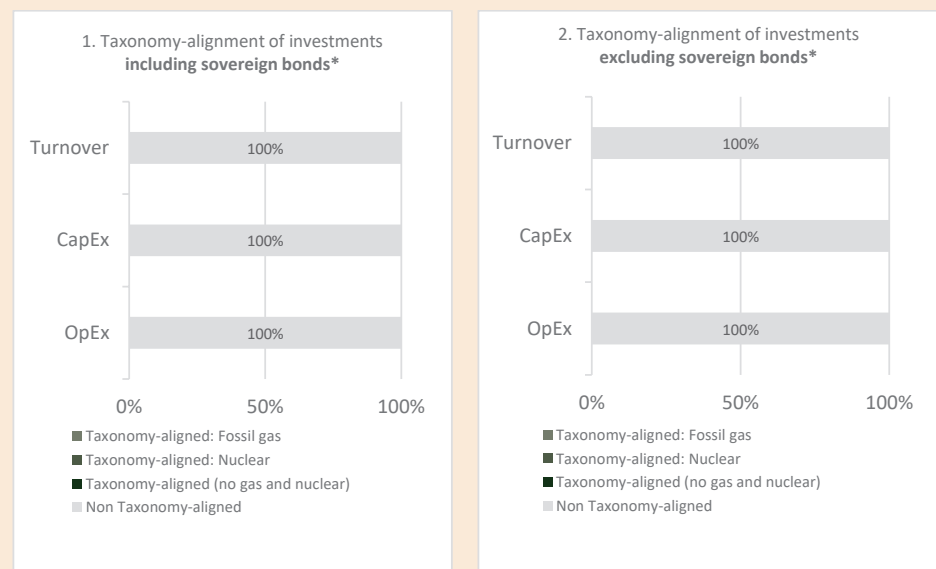 1. Taxonomy-alignment of investments
including sovereign bonds*
Turnover
100%
CapEx
100%
OpEx
100%
0%
50%
100%
Taxonomy-aligned: Fossil gas
Taxonomy-aligned: Nuclear
Taxonomy-aligned (no gas and nuclear)
Non Taxonomy-aligned
2. Taxonomy-alignment of investments
excluding sovereign bonds*
Turnover
100%
CapEx
100%
OpEx
100%
0%
50%
100%
Taxonomy-aligned: Fossil gas
Taxonomy-aligned: Nuclear
Taxonomy-aligned (no gas and nuclear)
Non Taxonomy-aligned